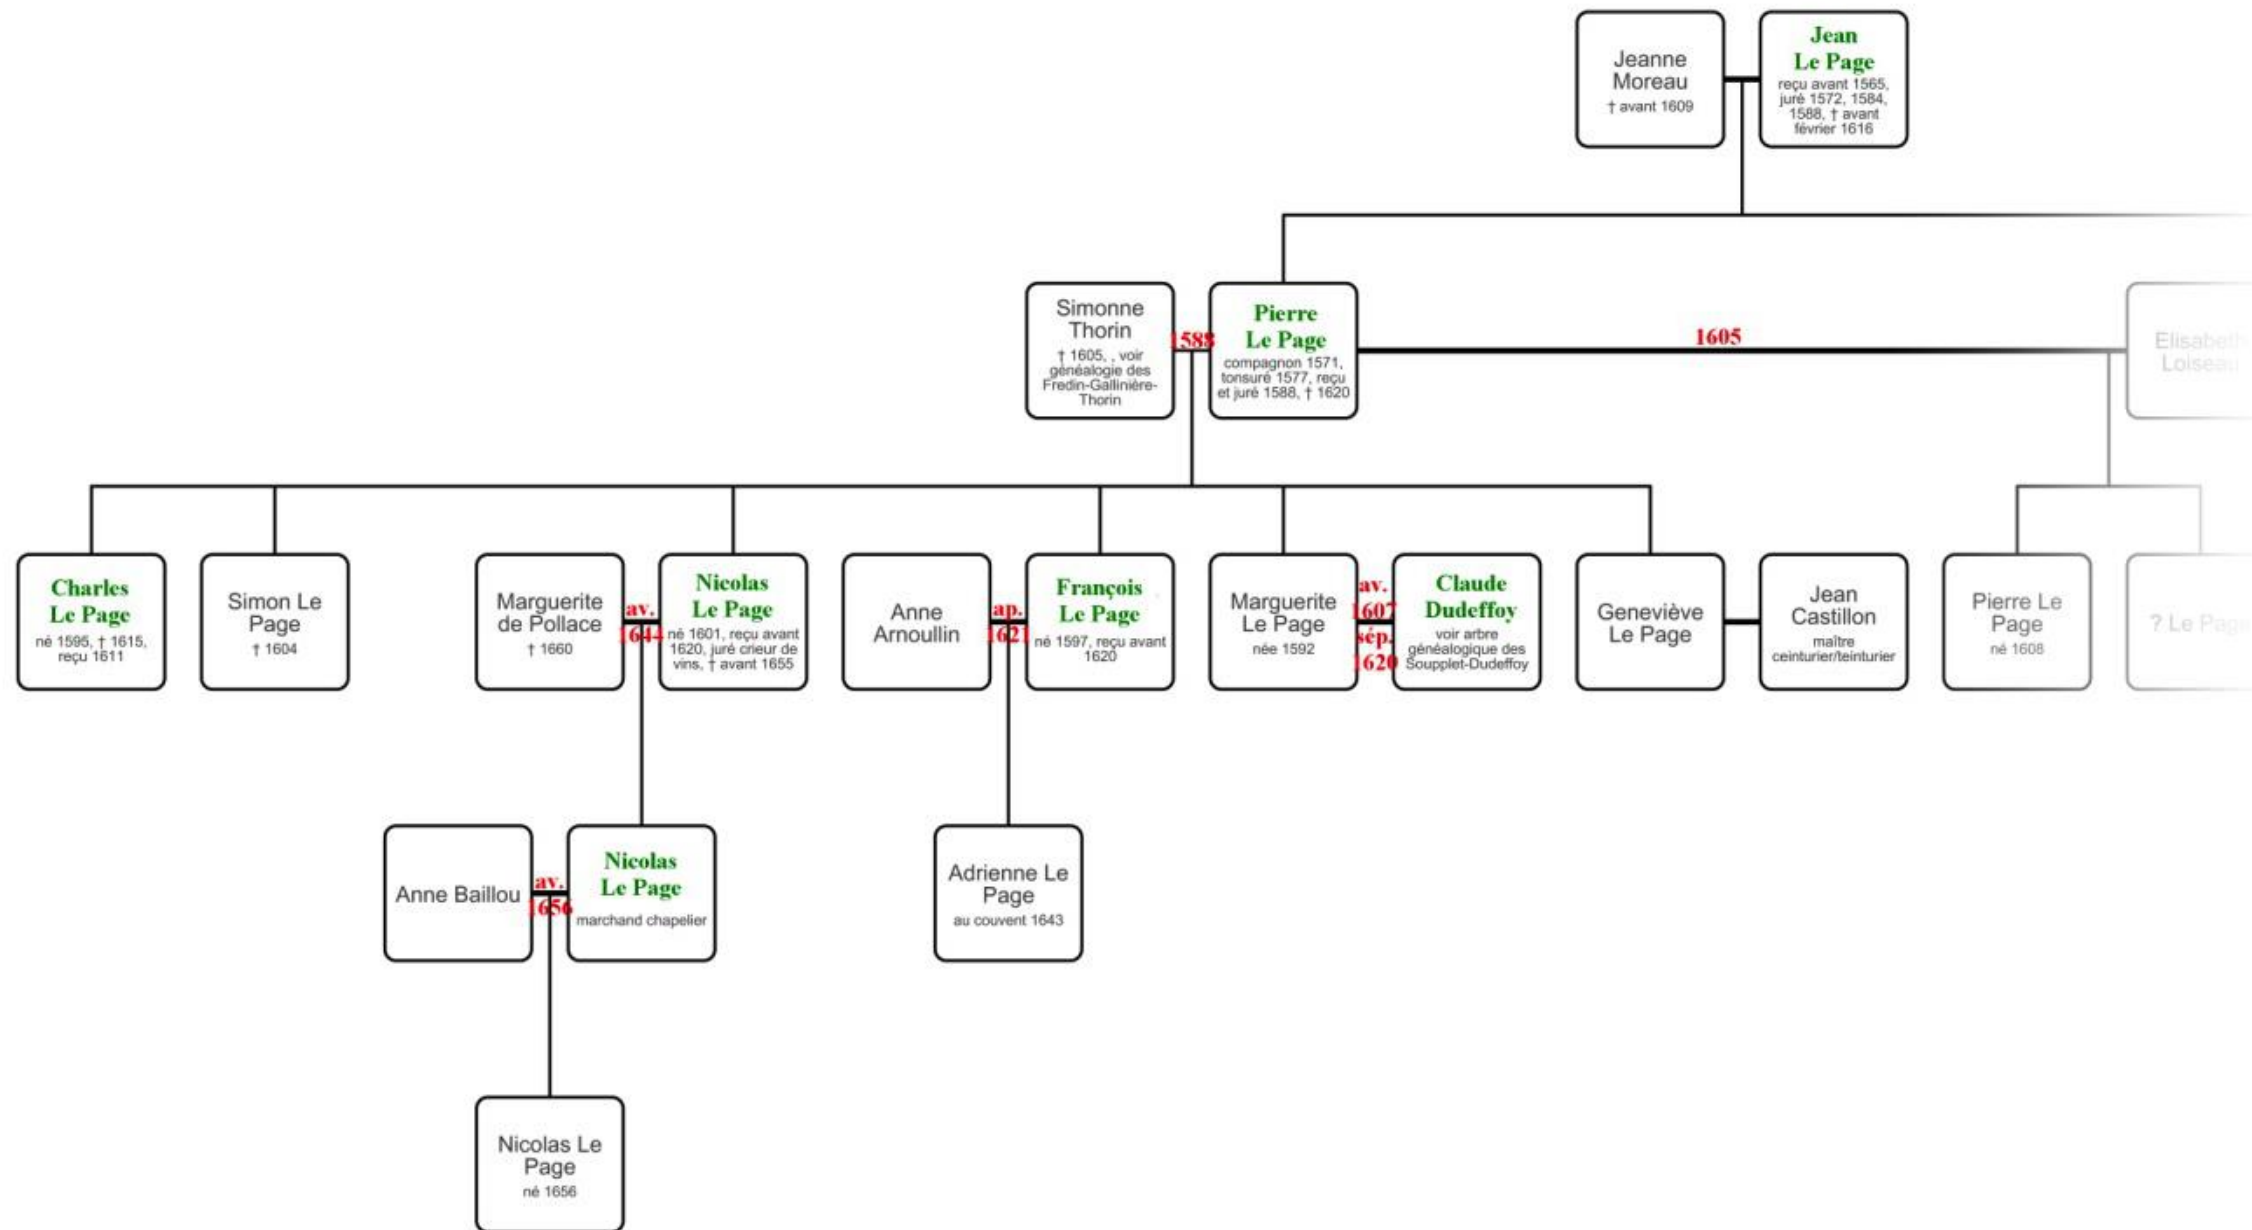 Jeanne
Moreau
† avant 1609
Jean
Le Page
reçu avant 1565,
juré 1572, 1584,
1588, † avant
février 1616
Simonne
Thorin
† 1605, , voir
généalogie des
Fredin-Gallinière-
Thorin
1588
Pierre
Le Page
compagnon 1571,
tonsuré 1577, reçu
et juré 1588, † 1620
1605
Elisabeth
Loiseau
Charles
Le Page
né 1595, † 1615,
reçu 1611
Simon Le
Page
† 1604
Marguerite
de Pollace
† 1660
av.
1644
Nicolas
Le Page
né 1601, reçu avant
1620, juré crieur de
vins, † avant 1655
Anne
Arnoullin
ap.
1621
François
Le Page
né 1597, reçu avant
1620
Marguerite
Le Page
née 1592
av.
1607
sép.
1620
Claude
Dudeffoy
voir arbre
généalogique des
Soupplet-Dudeffoy
Geneviève
Le Page
Jean
Castillon
maître
ceinturier/teinturier
Pierre Le
Page
né 1608
? Le Page
Anne Baillou
av.
1656
Nicolas
Le Page
marchand chapelier
Adrienne Le
Page
au couvent 1643
Nicolas Le
Page
né 1656